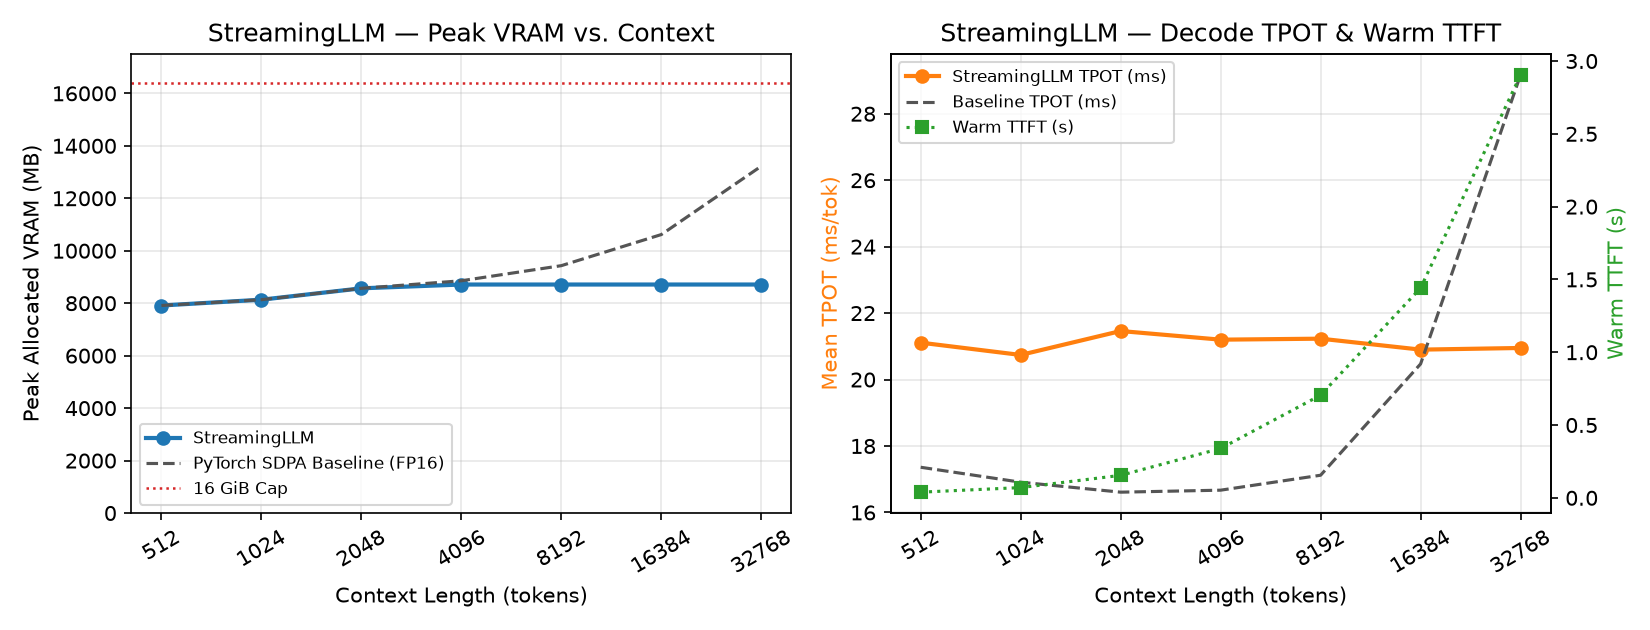 StreamingLLM — Peak VRAM vs. Context
Peak Allocated VRAM (MB)
16000
14000
12000
10000
8000
6000
4000
2000
0
StreamingLLM
PyTorch SDPA Baseline (FP16)
16 GiB Cap
512
1024
2048
4096
8192
16384
32768
Context Length (tokens)
StreamingLLM — Decode TPOT & Warm TTFT
Mean TPOT (ms/tok)
28
26
24
22
20
18
16
StreamingLLM TPOT (ms)
Baseline TPOT (ms)
Warm TTFT (s)
3.0
2.5
2.0
1.5
1.0
0.5
0.0
Warm TTFT (s)
512
1024
2048
4096
8192
16384
32768
Context Length (tokens)